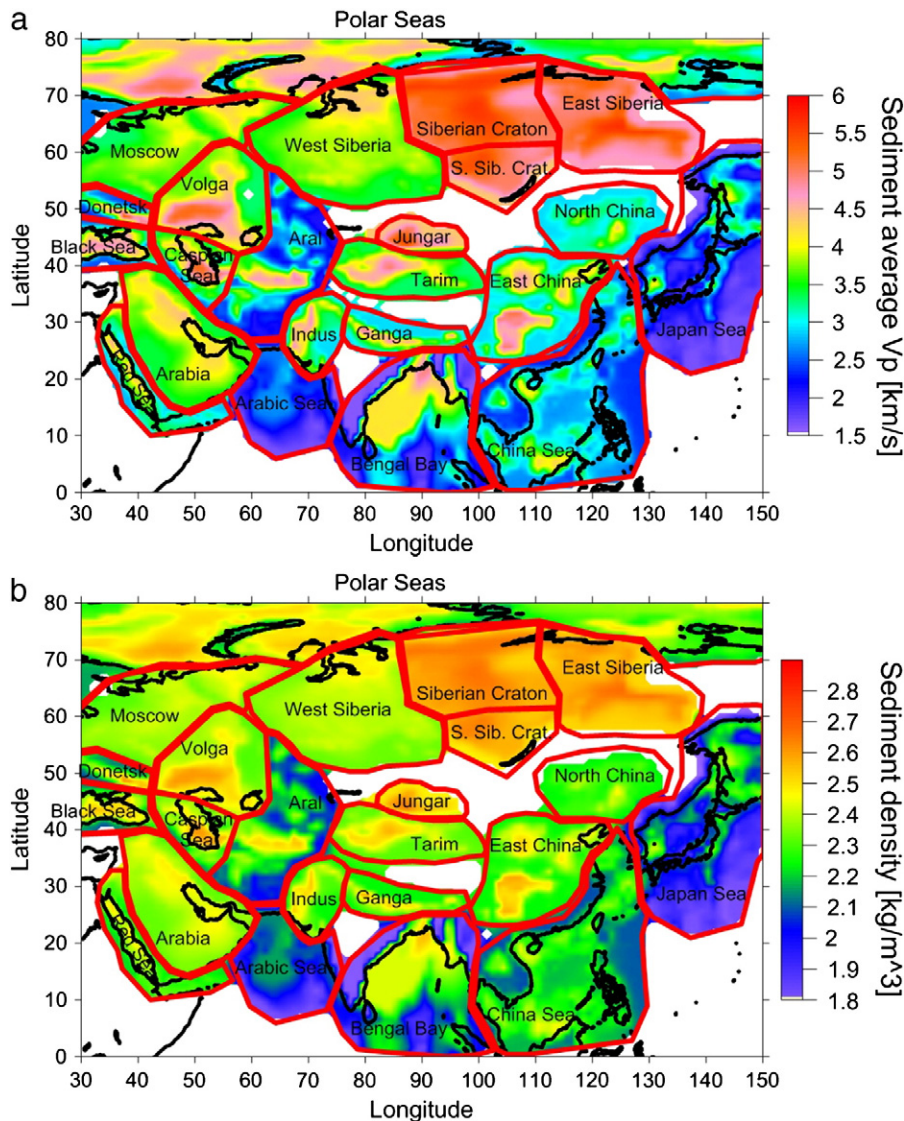 a
Polar Seas
80
70
60
50
40
30
20
10
0
Latitude
30 40 50 60 70 80 90 100 110 120 130 140 150
Longitude
Moscow
Volga
Donetsk
Black Sea
Caspian
Sea
Aral
West Siberia
Siberian Craton
S. Sib. Crat
East Siberia
North China
Jungar
Tarim
East China
Indus
Ganga
Japan Sea
Arabia
Red Sea
Arabic Sea
Bengal Bay
China Sea
6
5.5
5
4.5
4
3.5
3
2.5
2
1.5
Sediment average Vp [km/s]
b
Polar Seas
80
70
60
50
40
30
20
10
0
Latitude
30 40 50 60 70 80 90 100 110 120 130 140 150
Longitude
Moscow
Volga
Donetsk
Black Sea
Caspian
Sea
Aral
West Siberia
Siberian Craton
S. Sib. Crat
East Siberia
North China
Jungar
Tarim
East China
Indus
Ganga
Japan Sea
Arabia
Red Sea
Arabic Sea
Bengal Bay
China Sea
2.8
2.7
2.6
2.5
2.4
2.3
2.2
2.1
2
1.9
1.8
Sediment density [kg/m^3]